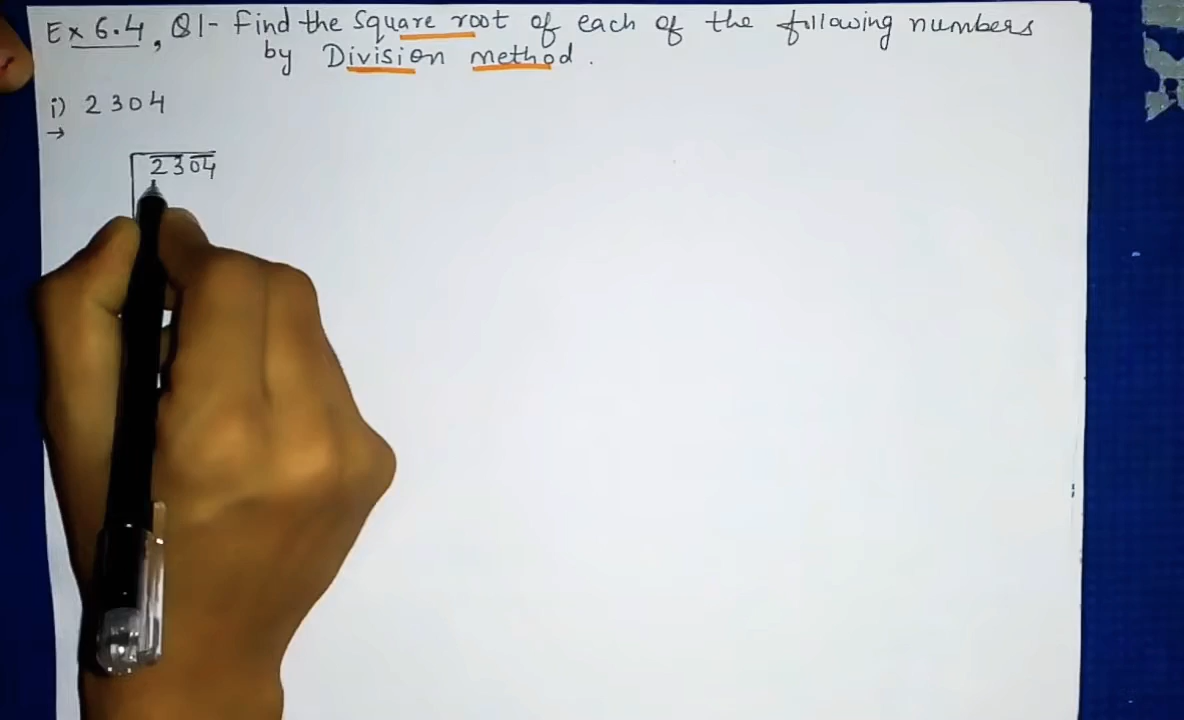 Ex 6.4, Q1- Find the square root of each of the following numbers
by Division method.
i) 2304
→
2304